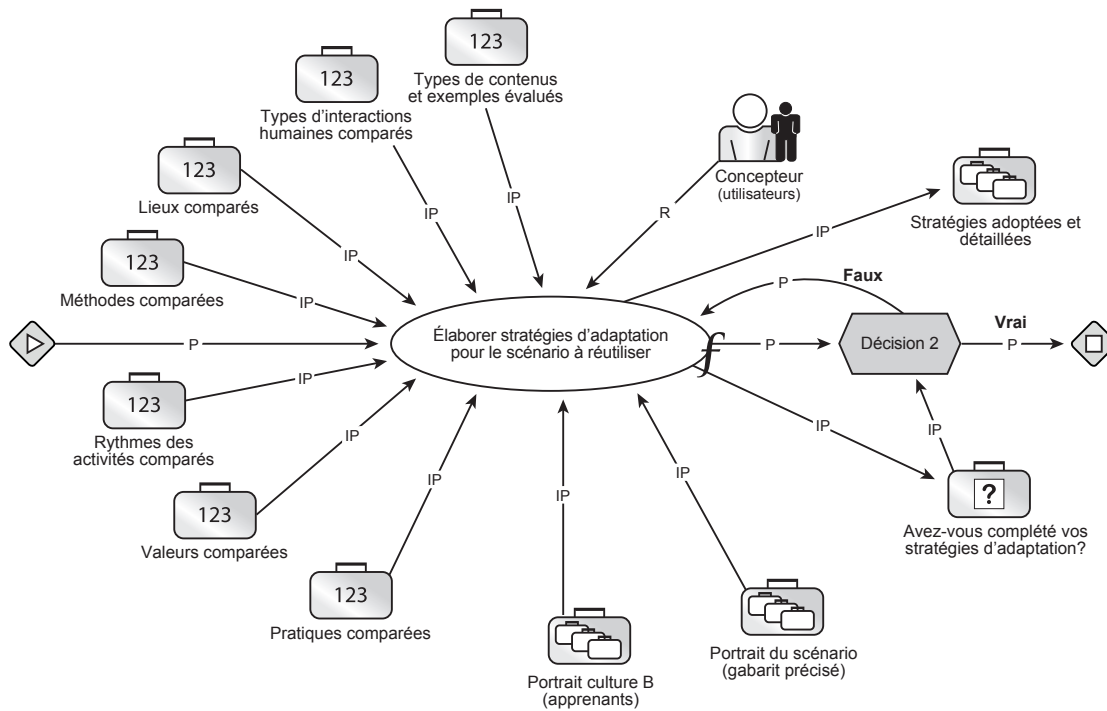 123
Types de contenus
et exemples évalués
123
Types d’interactions
humaines comparés
123
Lieux comparés
123
Méthodes comparées
Concepteur
(utilisateurs)
Stratégies adoptées et
détaillées
IP
IP
IP
IP
R
IP
P
Élaborer stratégies d’adaptation
pour le scénario à réutiliser
f
P
Faux
P
Décision 2
Vrai
P
IP
123
Rythmes des
activités comparés
IP
123
Valeurs comparées
IP
123
Pratiques comparées
IP
IP
IP
IP
IP
?
Avez-vous complété vos
stratégies d’adaptation?
Portrait culture B
(apprenants)
Portrait du scénario
(gabarit précisé)